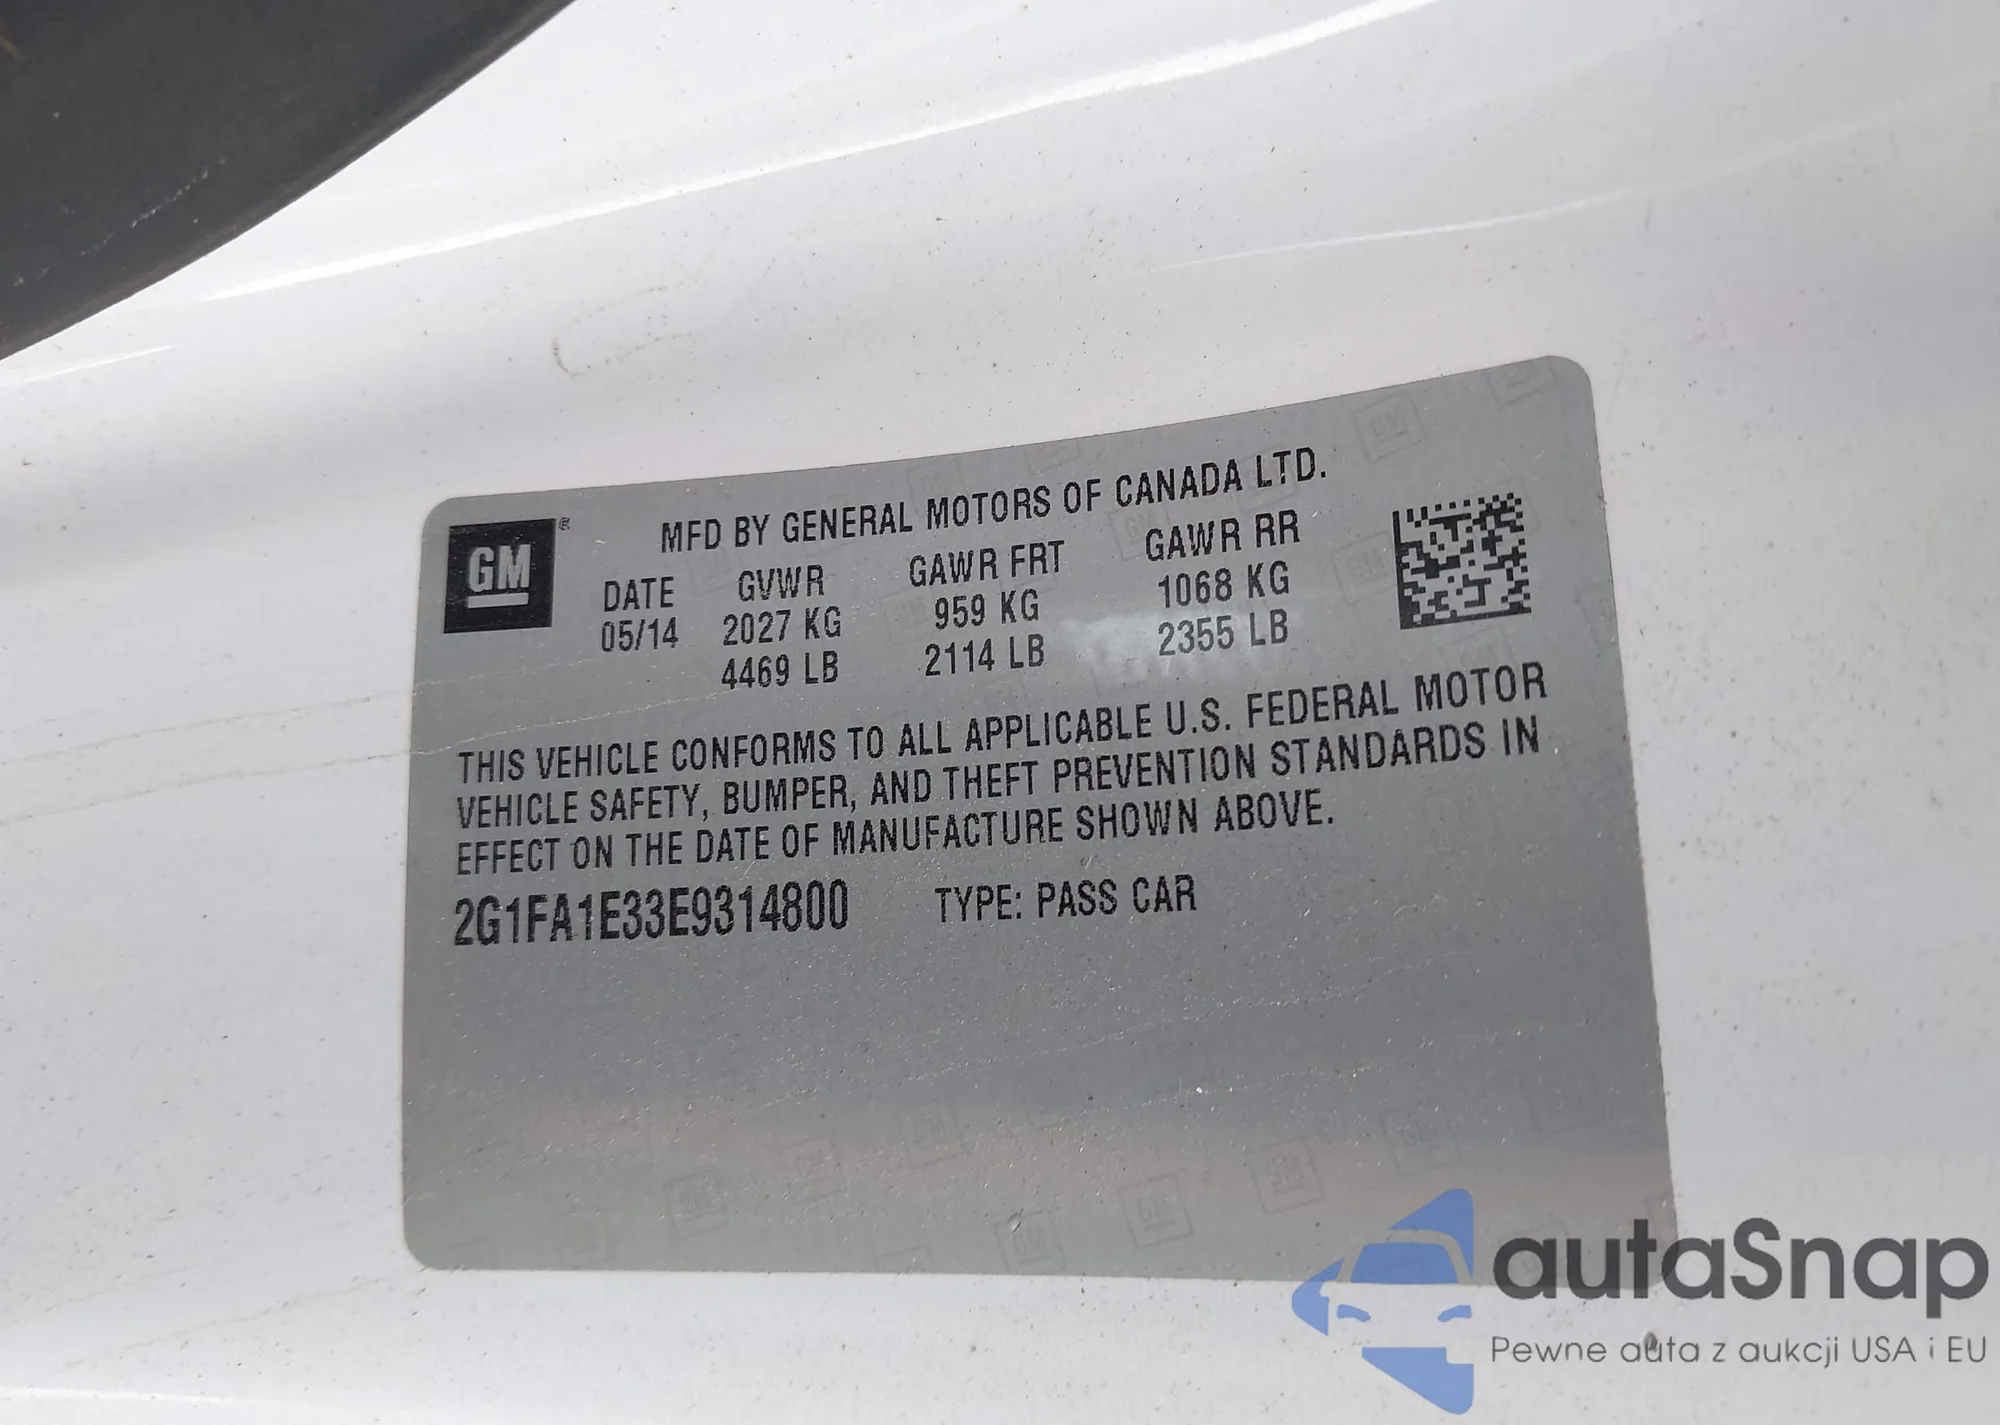 GM ®
MFD BY GENERAL MOTORS OF CANADA LTD.
DATE GVWR GAWR FRT GAWR RR
05/14 2027 KG 959 KG 1068 KG
4469 LB 2114 LB 2355 LB
THIS VEHICLE CONFORMS TO ALL APPLICABLE U.S. FEDERAL MOTOR
VEHICLE SAFETY, BUMPER, AND THEFT PREVENTION STANDARDS IN
EFFECT ON THE DATE OF MANUFACTURE SHOWN ABOVE.
2G1FA1E33E9314800 TYPE: PASS CAR
autaSnap
Pewne auta z aukcji USA i EU